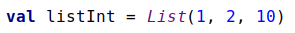 val listInt = List(1, 2, 10)